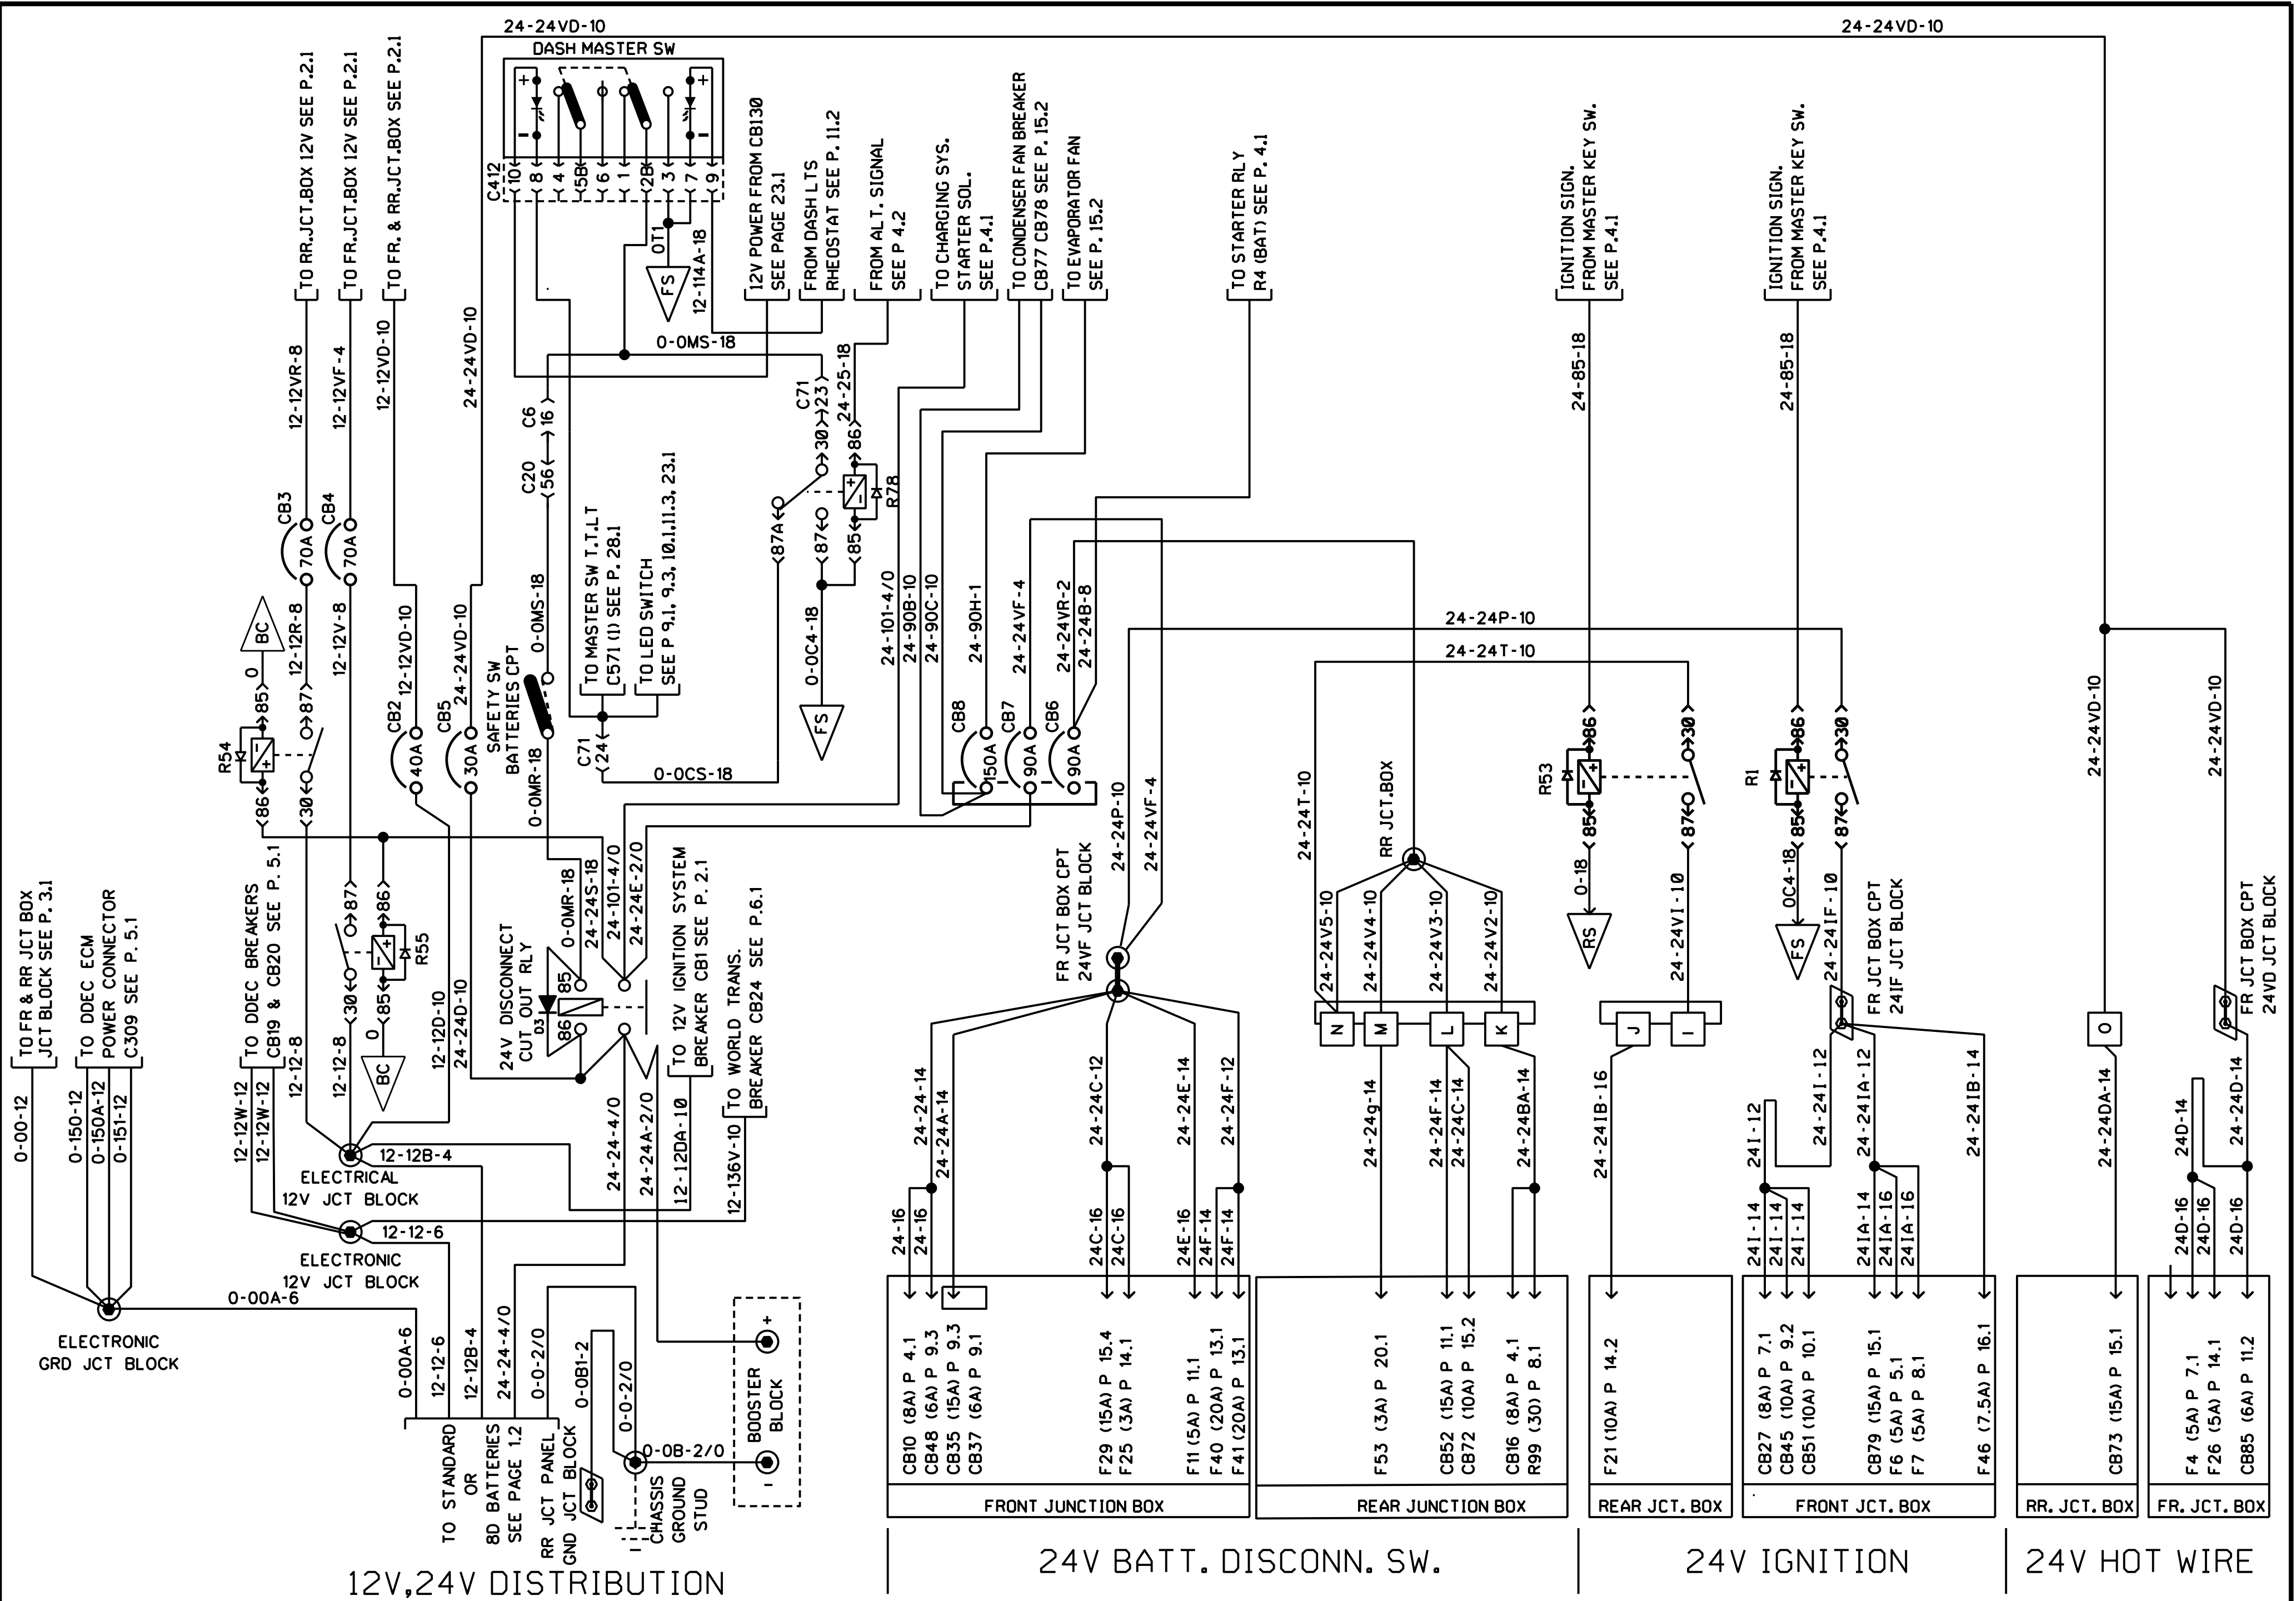 24-24VD-10
24-24VD-10
DASH MASTER SW
C412
10
8
4
5B
6
1
2B
3
7
9
TO RR.JCT.BOX 12V SEE P.2.1
TO FR.JCT.BOX 12V SEE P.2.1
TO FR. & RR.JCT.BOX SEE P.2.1
24-24VD-10
OT1
FS
12-114A-18
12V POWER FROM CB130
SEE PAGE 23.1
FROM DASH LTS
RHEOSTAT SEE P. 11.2
FROM ALT. SIGNAL
SEE P 4.2
TO CHARGING SYS.
STARTER SOL.
SEE P.4.1
TO CONDENSER FAN BREAKER
CB77 CB78 SEE P. 15.2
TO EVAPORATOR FAN
SEE P. 15.2
TO STARTER RLY
R4 (BAT) SEE P. 4.1
IGNITION SIGN.
FROM MASTER KEY SW.
SEE P.4.1
IGNITION SIGN.
FROM MASTER KEY SW.
SEE P.4.1
12-12VR-8
12-12VF-4
12-12VD-10
0-0MS-18
24-25-18
24-85-18
24-85-18
C6
16
C20
56
C71
23
30
86
R78
87A
87
85
CB3
70A
CB4
70A
BC
0
12-12R-8
12-12V-8
12-12VD-10
24-24VD-10
0-0MS-18
SAFETY SW
BATTERIES CPT
TO MASTER SW T.T.LT
C571 (1) SEE P. 28.1
TO LED SWITCH
SEE P 9.1, 9.3, 10.1,11.3, 23.1
0-0C4-18
FS
24-101-4/0
24-90B-10
24-90C-10
24-90H-1
24-24VF-4
24-24VR-2
24-24B-8
24-24P-10
24-24T-10
24-24VD-10
24-24VD-10
85
87
R54
86
30
CB2
40A
CB5
30A
0-0MR-18
C71
24
0-0CS-18
CB8
150A
CB7
90A
CB6
90A
24-24P-10
24-24VF-4
24-24T-10
RR JCT.BOX
R53
86
30
85
87
R1
86
30
85
87
TO FR & RR JCT BOX
JCT BLOCK SEE P. 3.1
TO DDEC ECM
POWER CONNECTOR
C309 SEE P. 5.1
TO DDEC BREAKERS
CB19 & CB20 SEE P. 5.1
87
86
R55
30
85
0
BC
12-12D-10
24-24D-10
24V DISCONNECT
CUT OUT RLY
D3
85
86
0-0MR-18
24-24S-18
24-101-4/0
24-24E-2/0
TO 12V IGNITION SYSTEM
BREAKER CB1 SEE P. 2.1
TO WORLD TRANS.
BREAKER CB24 SEE P.6.1
FR JCT BOX CPT
24VF JCT BLOCK
24-24V5-10
24-24V4-10
24-24V3-10
24-24V2-10
0-18
RS
24-24VI-10
0C4-18
FS
24-24IF-10
FR JCT BOX CPT
24IF JCT BLOCK
FR JCT BOX CPT
24VD JCT BLOCK
N
M
L
K
J
I
O
0-00-12
0-150-12
0-150A-12
0-151-12
12-12W-12
12-12W-12
12-12-8
12-12-8
12-12B-4
ELECTRICAL
12V JCT BLOCK
12-12-6
ELECTRONIC
12V JCT BLOCK
0-00A-6
ELECTRONIC
GRD JCT BLOCK
24-24-4/0
24-24A-2/0
12-12DA-10
12-136V-10
24-24-14
24-24A-14
24-24C-12
24-24E-14
24-24F-12
24-24g-14
24-24F-14
24-24C-14
24-24BA-14
24-24IB-16
24I-12
24-24I-12
24-24IA-12
24-24IB-14
24-24DA-14
24D-14
24-24D-14
24-16
24-16
24C-16
24C-16
24E-16
24F-14
24F-14
24I-14
24I-14
24I-14
24IA-14
24IA-16
24IA-16
24D-16
24D-16
24D-16
0-00A-6
12-12-6
12-12B-4
24-24-4/0
0-0-2/0
0-0B1-2
0-0-2/0
0-0B-2/0
BOOSTER
BLOCK
+
-
TO STANDARD
OR
8D BATTERIES
SEE PAGE 1.2
RR JCT PANEL
GND JCT BLOCK
CHASSIS
GROUND
STUD
CB10 (8A) P 4.1
CB48 (6A) P 9.3
CB35 (15A) P 9.3
CB37 (6A) P 9.1
F29 (15A) P 15.4
F25 (3A) P 14.1
F11 (5A) P 11.1
F40 (20A) P 13.1
F41 (20A) P 13.1
F53 (3A) P 20.1
CB52 (15A) P 11.1
CB72 (10A) P 15.2
CB16 (8A) P 4.1
R99 (30) P 8.1
F21 (10A) P 14.2
CB27 (8A) P 7.1
CB45 (10A) P 9.2
CB51 (10A) P 10.1
CB79 (15A) P 15.1
F6 (5A) P 5.1
F7 (5A) P 8.1
F46 (7.5A) P 16.1
CB73 (15A) P 15.1
F4 (5A) P 7.1
F26 (5A) P 14.1
CB85 (6A) P 11.2
FRONT JUNCTION BOX
REAR JUNCTION BOX
REAR JCT. BOX
FRONT JCT. BOX
RR. JCT. BOX
FR. JCT. BOX
12V,24V DISTRIBUTION
24V BATT. DISCONN. SW.
24V IGNITION
24V HOT WIRE